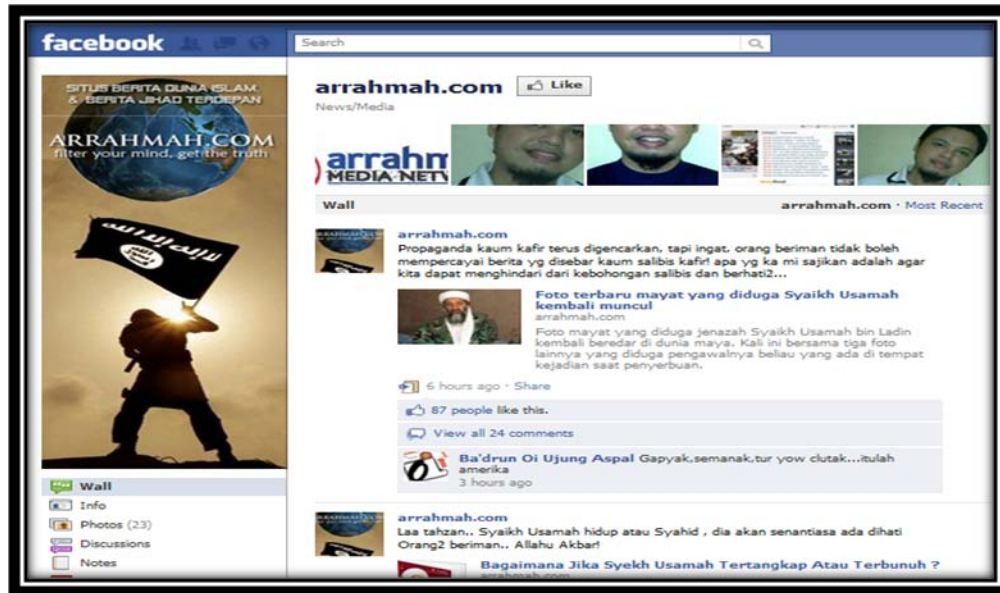 facebook
Search
SITUS BERITA DUNIA ISLAM
& BERITA JIHAD TERDEPAN
ARRAHMAH.COM
filter your mind, get the truth
لا إله إلا الله
arrahmah.com
Like
News/Media
arrahm
MEDIA NETW
Wall
arrahmah.com · Most Recent
arrahmah.com
Propaganda kaum kafir terus digencarkan, tapi ingat, orang beriman tidak boleh
mempercayai berita yg disebar kaum salibis kafir! apa yg ka mi sajikan adalah agar
kita dapat menghindari dari kebohongan salibis dan berhati2...
Foto terbaru mayat yang diduga Syaikh Usamah
kembali muncul
arrahmah.com
Foto mayat yang diduga jenazah Syaikh Usamah bin Ladin
kembali beredar di dunia maya. Kali ini bersama tiga foto
lainnya yang diduga pengawalnya beliau yang ada di tempat
kejadian saat penyerbuan.
6 hours ago · Share
87 people like this.
View all 24 comments
Ba'drun Oi Ujung Aspal Gapyak,semanak,tur yow clutak...itulah
amerika
3 hours ago
arrahmah.com
Laa tahzan.. Syaikh Usamah hidup atau Syahid , dia akan senantiasa ada dihati
Orang2 beriman.. Allahu Akbar!
Bagaimana Jika Syekh Usamah Tertangkap Atau Terbunuh ?
arrahmah.com
Wall
Info
Photos (23)
Discussions
Notes